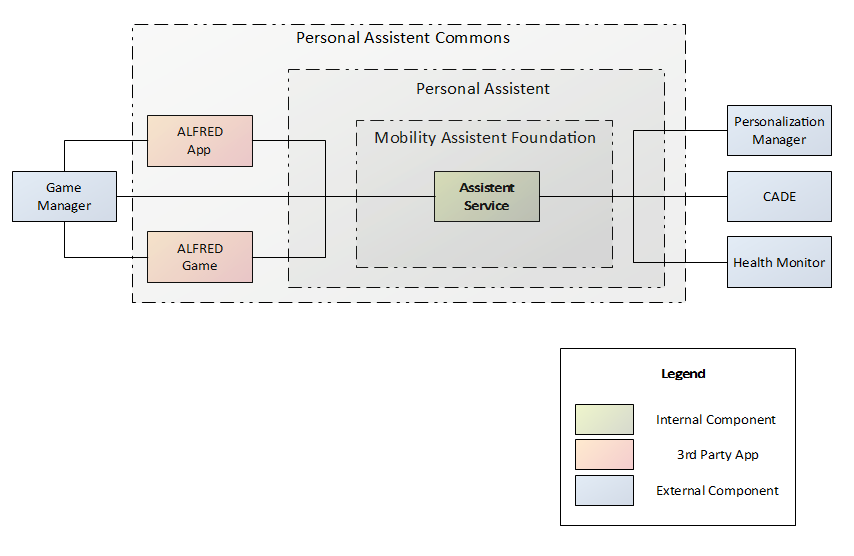 Personal Assistent Commons
Personal Assistent
Mobility Assistent Foundation
ALFRED
App
Game
Manager
ALFRED
Game
Assistent
Service
Personalization
Manager
CADE
Health Monitor
Legend
Internal Component
3rd Party App
External Component